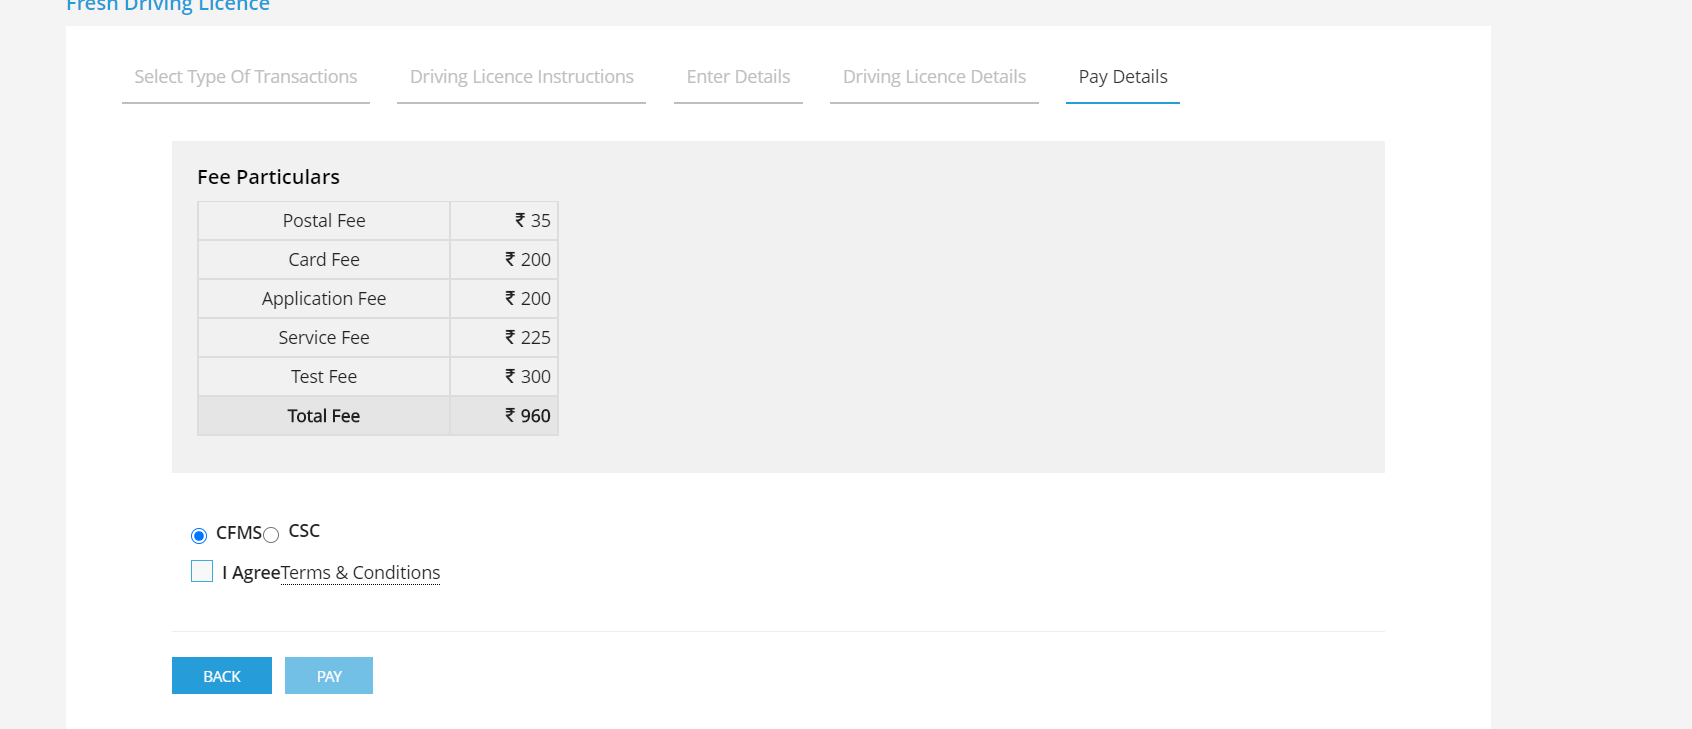 Fresh Driving Licence
Select Type Of Transactions Driving Licence Instructions Enter Details Driving Licence Details Pay Details
Fee Particulars
Postal Fee ₹ 35
Card Fee ₹ 200
Application Fee ₹ 200
Service Fee ₹ 225
Test Fee ₹ 300
Total Fee ₹ 960
CFMS CSC
I AgreeTerms & Conditions
BACK PAY